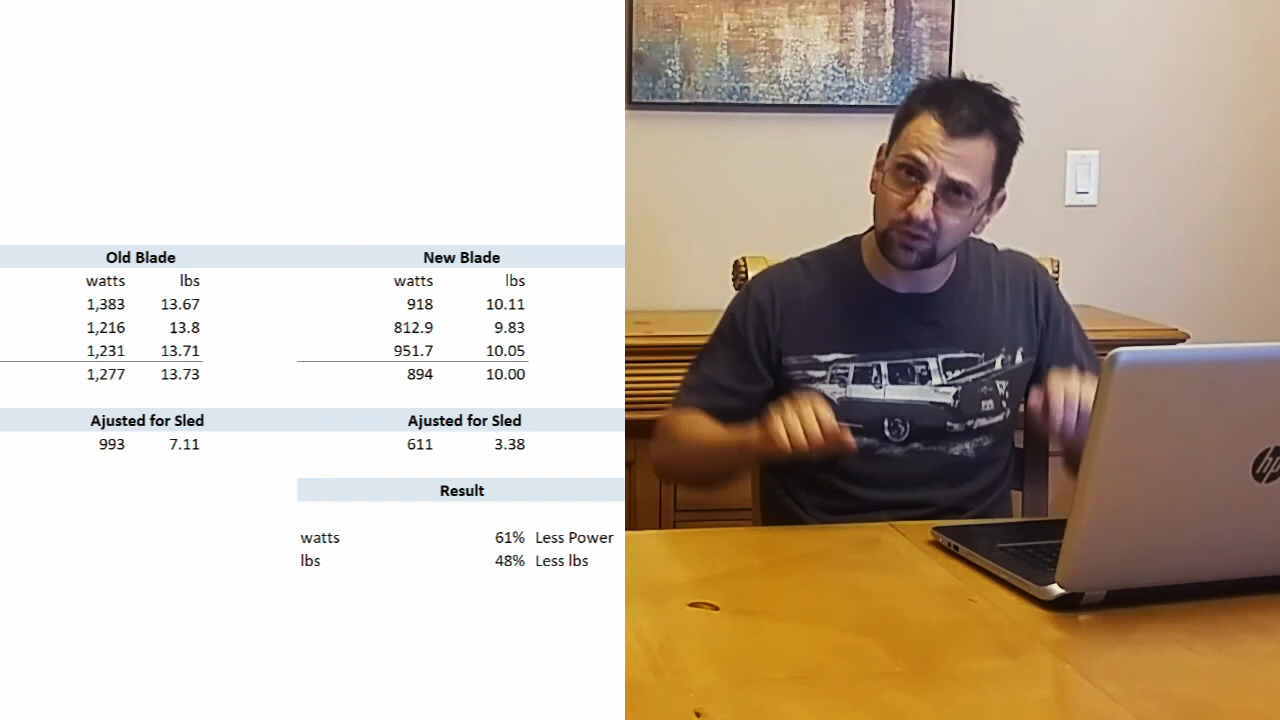 Old Blade New Blade
watts lbs watts lbs
1,383 13.67 918 10.11
1,216 13.8 812.9 9.83
1,231 13.71 951.7 10.05
1,277 13.73 894 10.00
Ajusted for Sled Ajusted for Sled
993 7.11 611 3.38
Result
watts 61% Less Power
lbs 48% Less lbs
hp